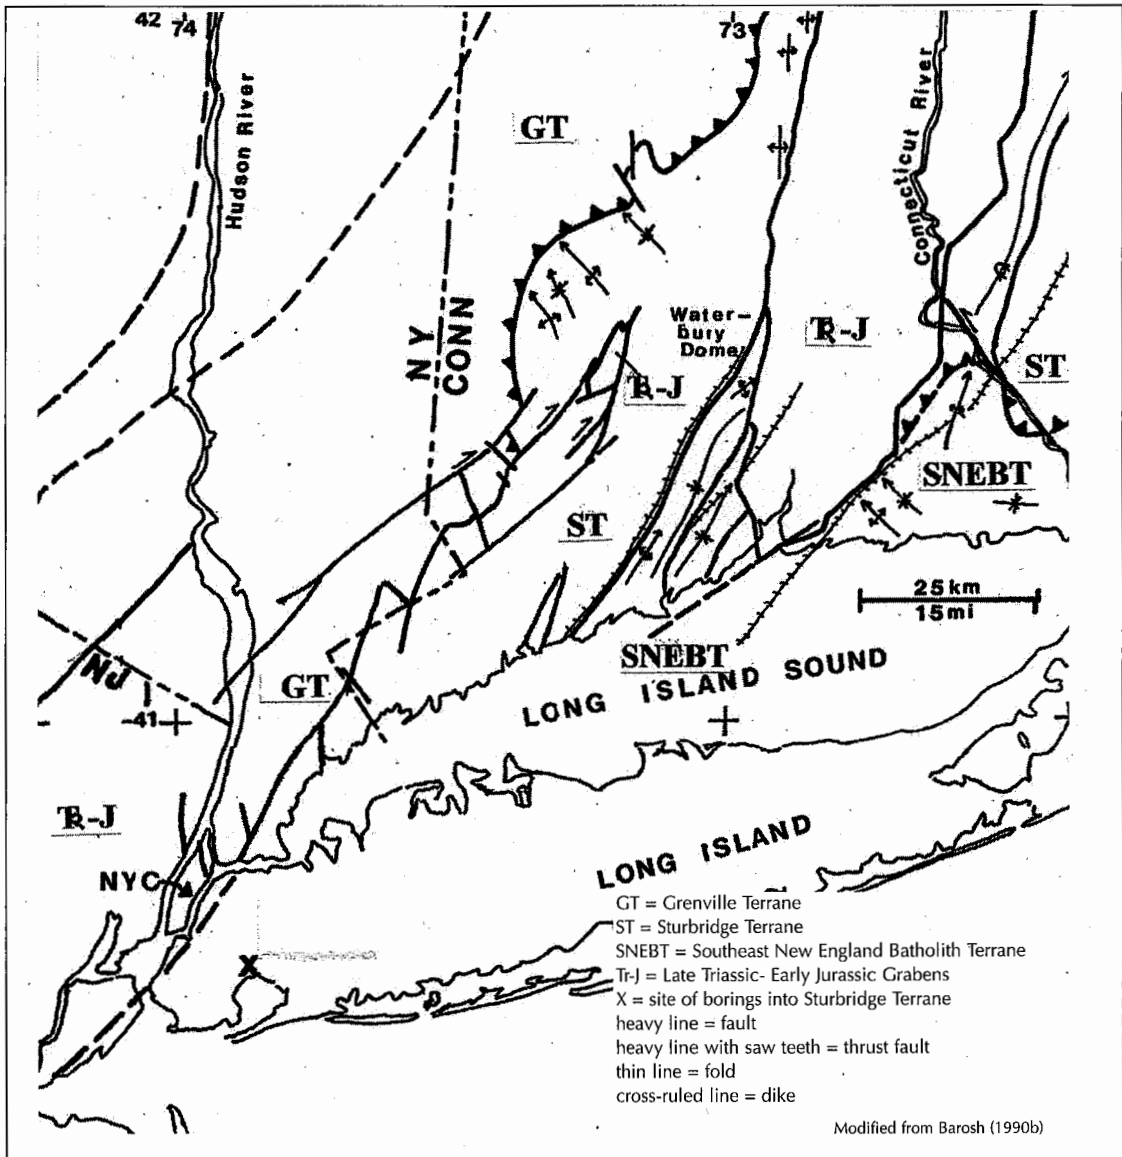 42 74
73
Hudson River
Connecticut River
GT
NY
CONN
Water-
bury
Dome
TR-J
TR-J
ST
ST
SNEBT
25 km
15 mi
SNEBT
LONG ISLAND SOUND
NJ
-41
GT
TR-J
NYC
LONG ISLAND
X
GT = Grenville Terrane
ST = Sturbridge Terrane
SNEBT = Southeast New England Batholith Terrane
Tr-J = Late Triassic- Early Jurassic Grabens
X = site of borings into Sturbridge Terrane
heavy line = fault
heavy line with saw teeth = thrust fault
thin line = fold
cross-ruled line = dike
Modified from Barosh (1990b)